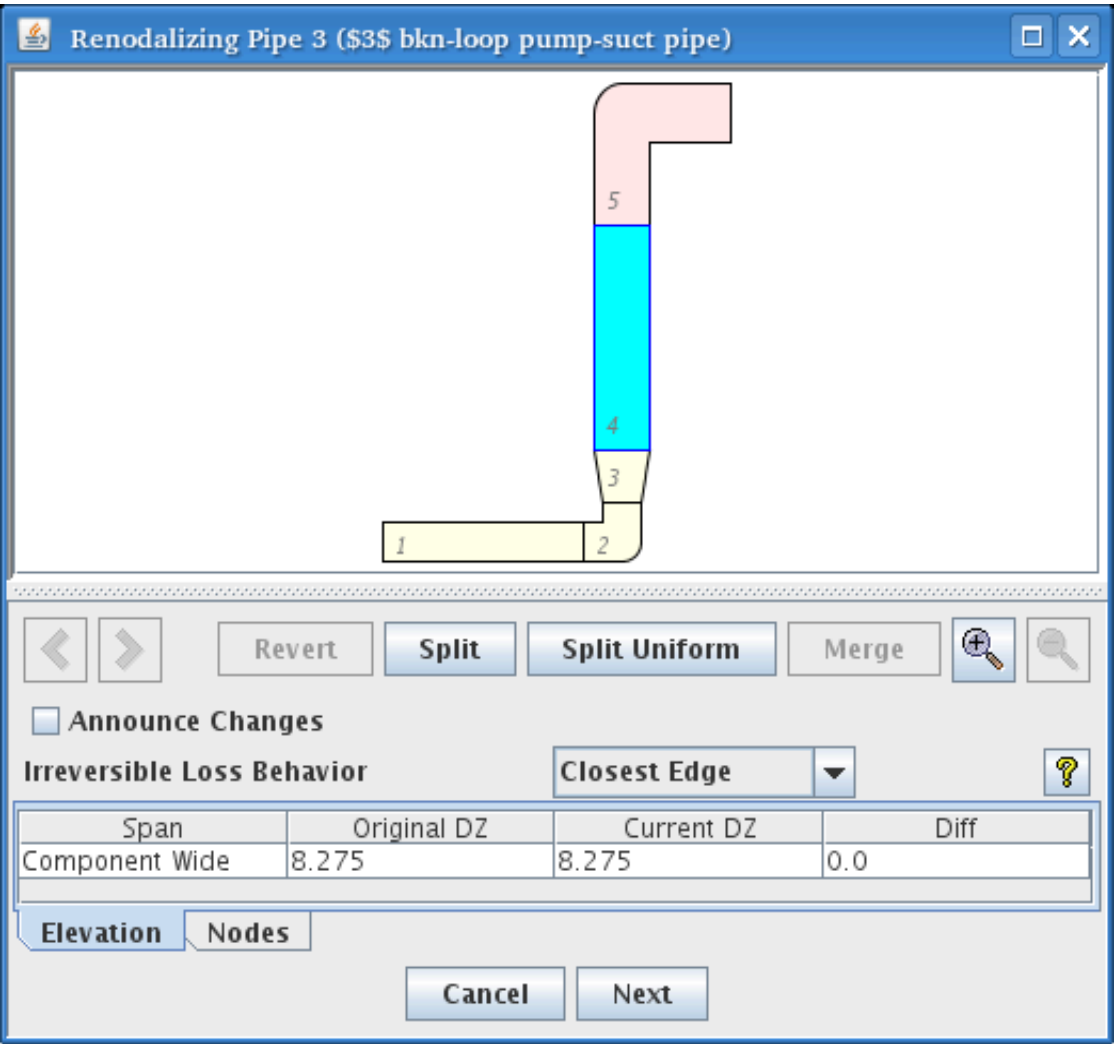 Renodalizing Pipe 3 ($3$ bkn-loop pump-suct pipe)
5
4
3
1 2
Revert Split Split Uniform Merge
Announce Changes
Irreversible Loss Behavior Closest Edge ?
Span Original DZ Current DZ Diff
Component Wide 8.275 8.275 0.0
Elevation Nodes
Cancel Next